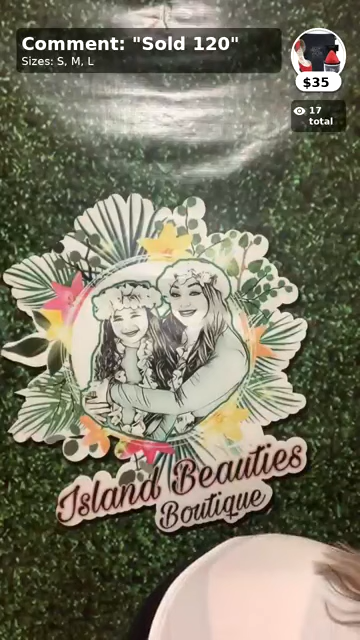 Comment: "Sold 120"
Sizes: S, M, L
$35
17
total
Island Beauties
Boutique